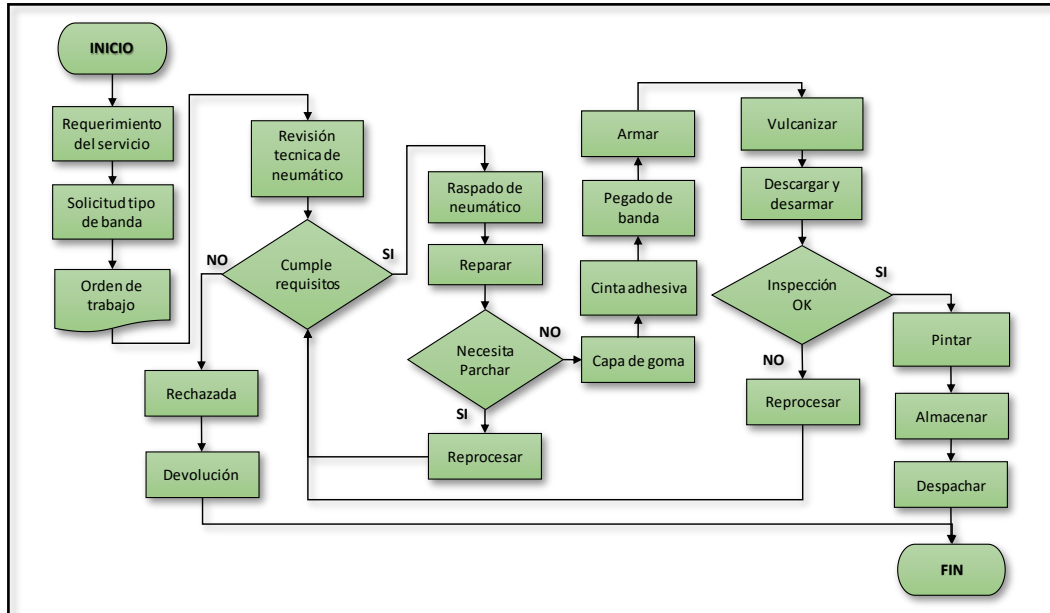 INICIO
Requerimiento
del servicio
Solicitud tipo
de banda
Orden de
trabajo
Revisión
tecnica de
neumático
Cumple
requisitos
NO
SI
Rechazada
Devolución
Raspado de
neumático
Reparar
Necesita
Parchar
NO
SI
Reprocesar
Capa de goma
Cinta adhesiva
Pegado de
banda
Armar
Vulcanizar
Descargar y
desarmar
Inspección
OK
SI
NO
Reprocesar
Pintar
Almacenar
Despachar
FIN